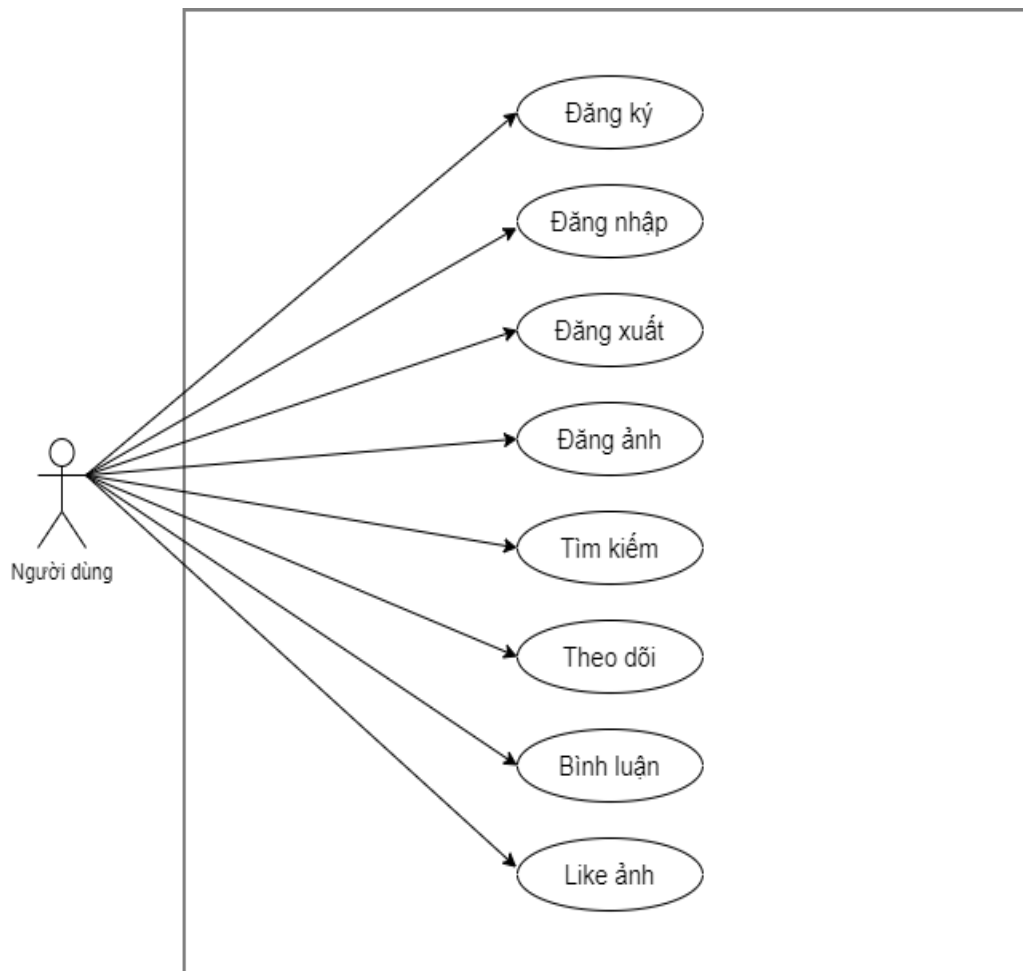 Đăng ký
Đăng nhập
Đăng xuất
Đăng ảnh
Người dùng
Tìm kiếm
Theo dõi
Bình luận
Like ảnh